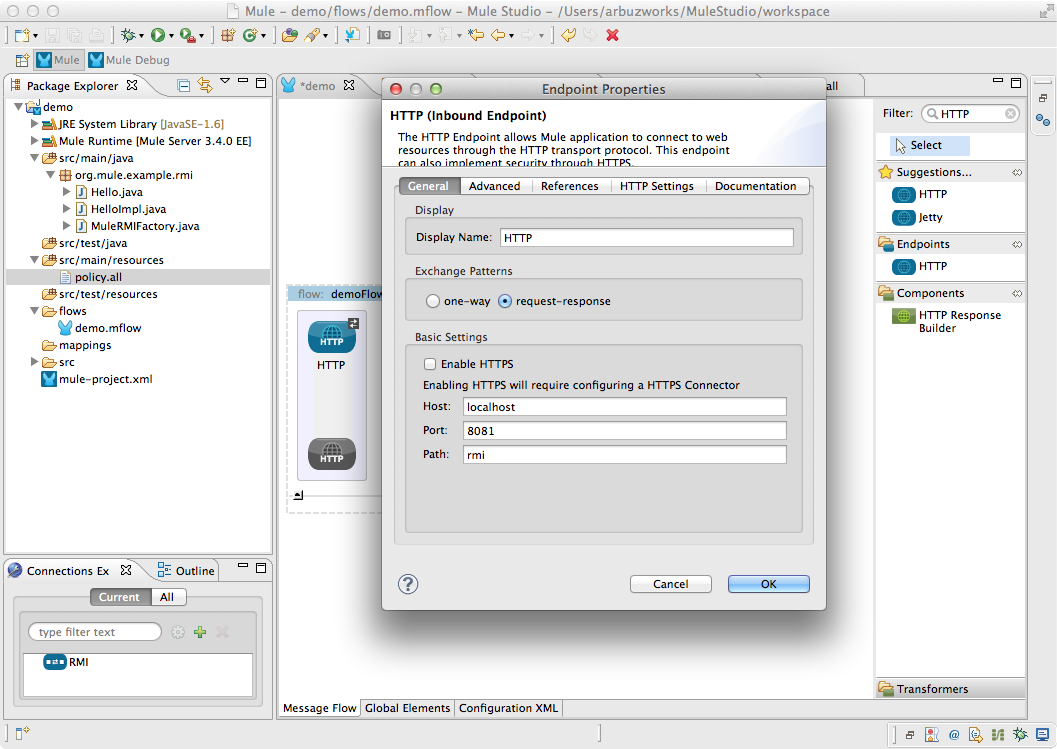 Mule – demo/flows/demo.mflow – Mule Studio – /Users/arbuzworks/MuleStudio/workspace
Mule
Mule Debug
Package Explorer
demo
JRE System Library [JavaSE-1.6]
Mule Runtime [Mule Server 3.4.0 EE]
src/main/java
org.mule.example.rmi
Hello.java
HelloImpl.java
MuleRMIFactory.java
src/test/java
src/main/resources
policy.all
src/test/resources
flows
demo.mflow
mappings
src
mule-project.xml
Connections Ex
Outline
Current
All
type filter text
RMI
*demo
all
flow: demoFlow
HTTP
HTTP
HTTP
Message Flow
Global Elements
Configuration XML
Endpoint Properties
HTTP (Inbound Endpoint)
The HTTP Endpoint allows Mule application to connect to web
resources through the HTTP transport protocol. This endpoint
can also implement security through HTTPS.
General
Advanced
References
HTTP Settings
Documentation
Display
Display Name: HTTP
Exchange Patterns
one-way
request-response
Basic Settings
Enable HTTPS
Enabling HTTPS will require configuring a HTTPS Connector
Host: localhost
Port: 8081
Path: rmi
?
Cancel
OK
Filter: HTTP
Select
Suggestions...
HTTP
Jetty
Endpoints
HTTP
Components
HTTP Response
Builder
Transformers